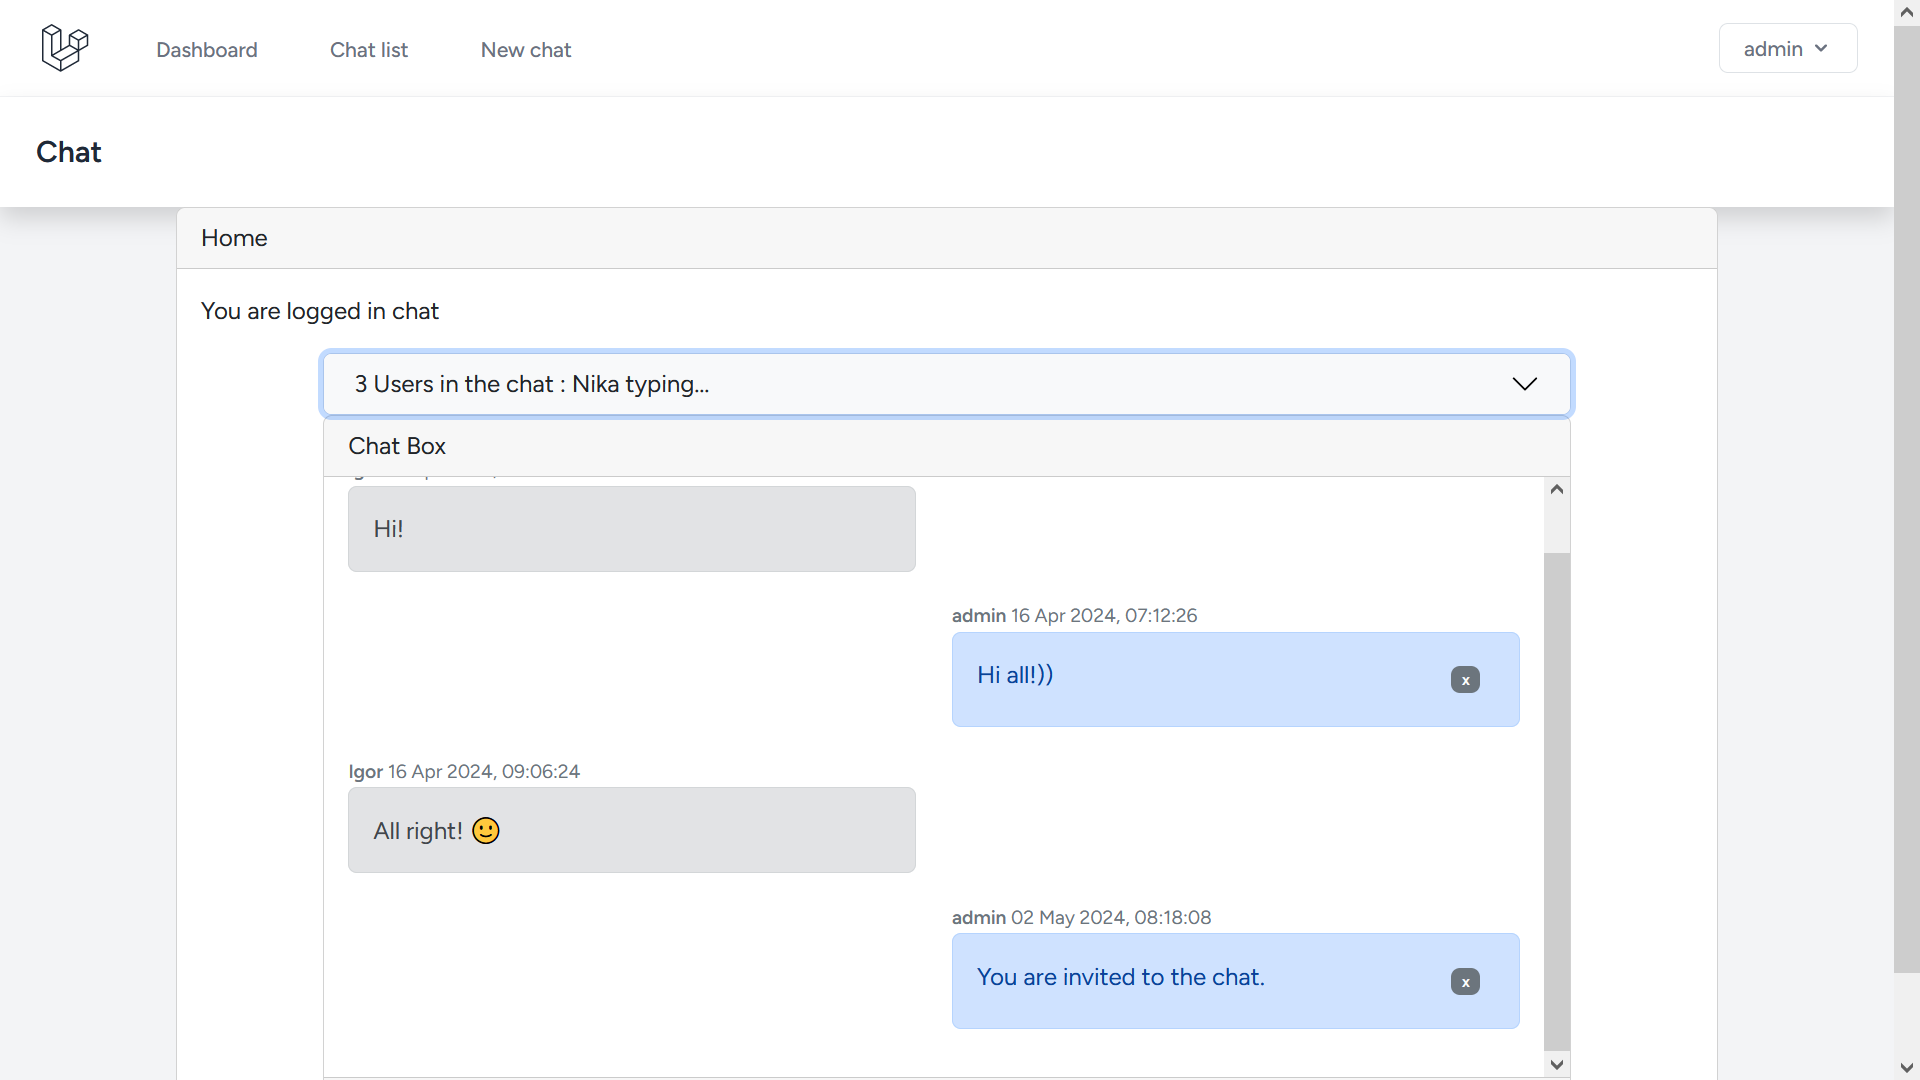 Dashboard
Chat list
New chat
admin
Chat
Home
You are logged in chat
3 Users in the chat : Nika typing...
Chat Box
Hi!
admin 16 Apr 2024, 07:12:26
Hi all!))
x
Igor 16 Apr 2024, 09:06:24
All right! 🙂
admin 02 May 2024, 08:18:08
You are invited to the chat.
x